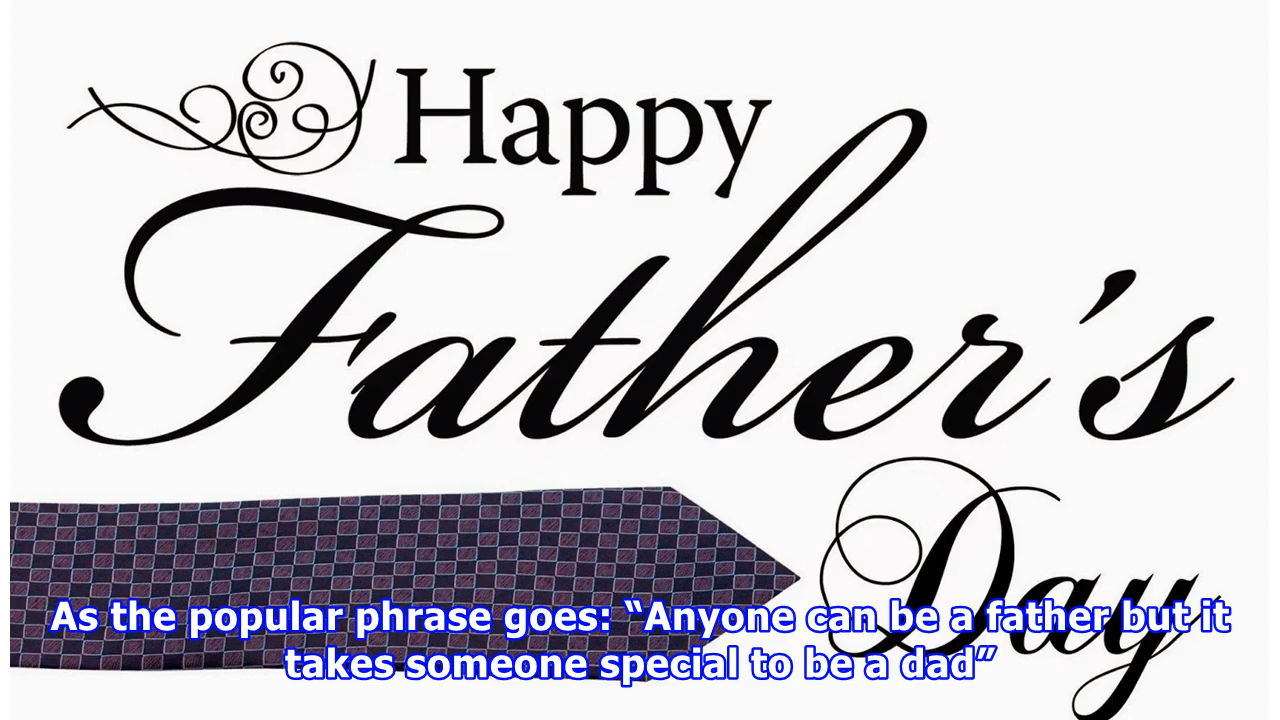 Happy
Father's
Day
As the popular phrase goes: “Anyone can be a father but it
takes someone special to be a dad”